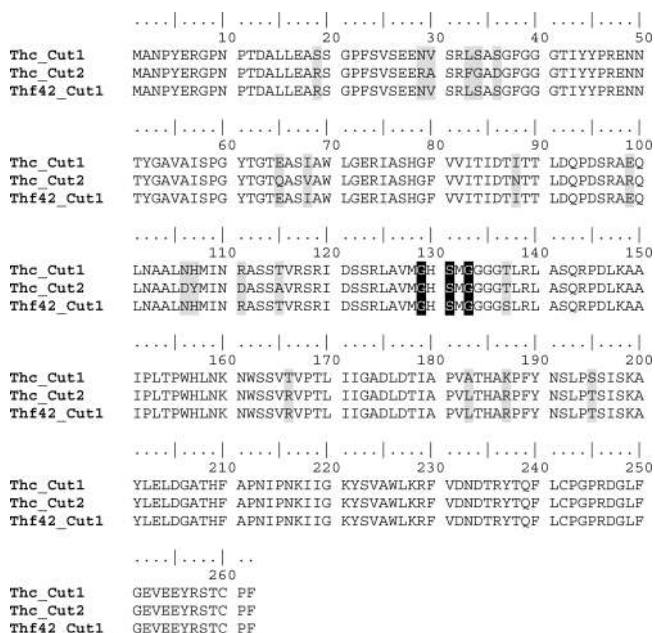 ....|....| ....|....| ....|....| ....|....| ....|....|
10 20 30 40 50
Thc_Cut1 MANPYERGPN PTDALLEASS GPFSVSEENV SRLSASGFGG GTIYYPRENN
Thc_Cut2 MANPYERGPN PTDALLEARS GPFSVSEERA SRFGADGFGG GTIYYPRENN
Thf42_Cut1 MANPYERGPN PTDALLEARS GPFSVSEENV SRLSASGFGG GTIYYPRENN
....|....| ....|....| ....|....| ....|....| ....|....|
60 70 80 90 100
Thc_Cut1 TYGAVAISPG YTGTEASIAW LGERIASHGF VVITIDTITT LDQPDSRAEQ
Thc_Cut2 TYGAVAISPG YTGTQASVAW LGERIASHGF VVITIDTNTT LDQPDSRARQ
Thf42_Cut1 TYGAVAISPG YTGTEASIAW LGERIASHGF VVITIDTITT LDQPDSRAEQ
....|....| ....|....| ....|....| ....|....| ....|....|
110 120 130 140 150
Thc_Cut1 LNAALNHMIN RASSTVRSRI DSSRLAVMGH SMGGGGTLRL ASQRPDLKAA
Thc_Cut2 LNAALDYMIN DASSAVRSRI DSSRLAVMGH SMGGGGTLRL ASQRPDLKAA
Thf42_Cut1 LNAALNHMIN RASSTVRSRI DSSRLAVMGH SMGGGGSLRL ASQRPDLKAA
....|....| ....|....| ....|....| ....|....| ....|....|
160 170 180 190 200
Thc_Cut1 IPLTPWHLNK NWSSVTVPTL IIGADLDTIA PVATHAKPFY NSLPSSISKA
Thc_Cut2 IPLTPWHLNK NWSSVRVPTL IIGADLDTIA PVLTHARPFY NSLPTSISKA
Thf42_Cut1 IPLTPWHLNK NWSSVRVPTL IIGADLDTIA PVLTHARPFY NSLPTSISKA
....|....| ....|....| ....|....| ....|....| ....|....|
210 220 230 240 250
Thc_Cut1 YLELDGATHF APNIPNKIIG KYSVAWLKRF VDNDTRYTQF LCPGPRDGLF
Thc_Cut2 YLELDGATHF APNIPNKIIG KYSVAWLKRF VDNDTRYTQF LCPGPRDGLF
Thf42_Cut1 YLELDGATHF APNIPNKIIG KYSVAWLKRF VDNDTRYTQF LCPGPRDGLF
....|....| ..
260
Thc_Cut1 GEVEEYRSTC PF
Thc_Cut2 GEVEEYRSTC PF
Thf42_Cut1 GEVEEYRSTC PF